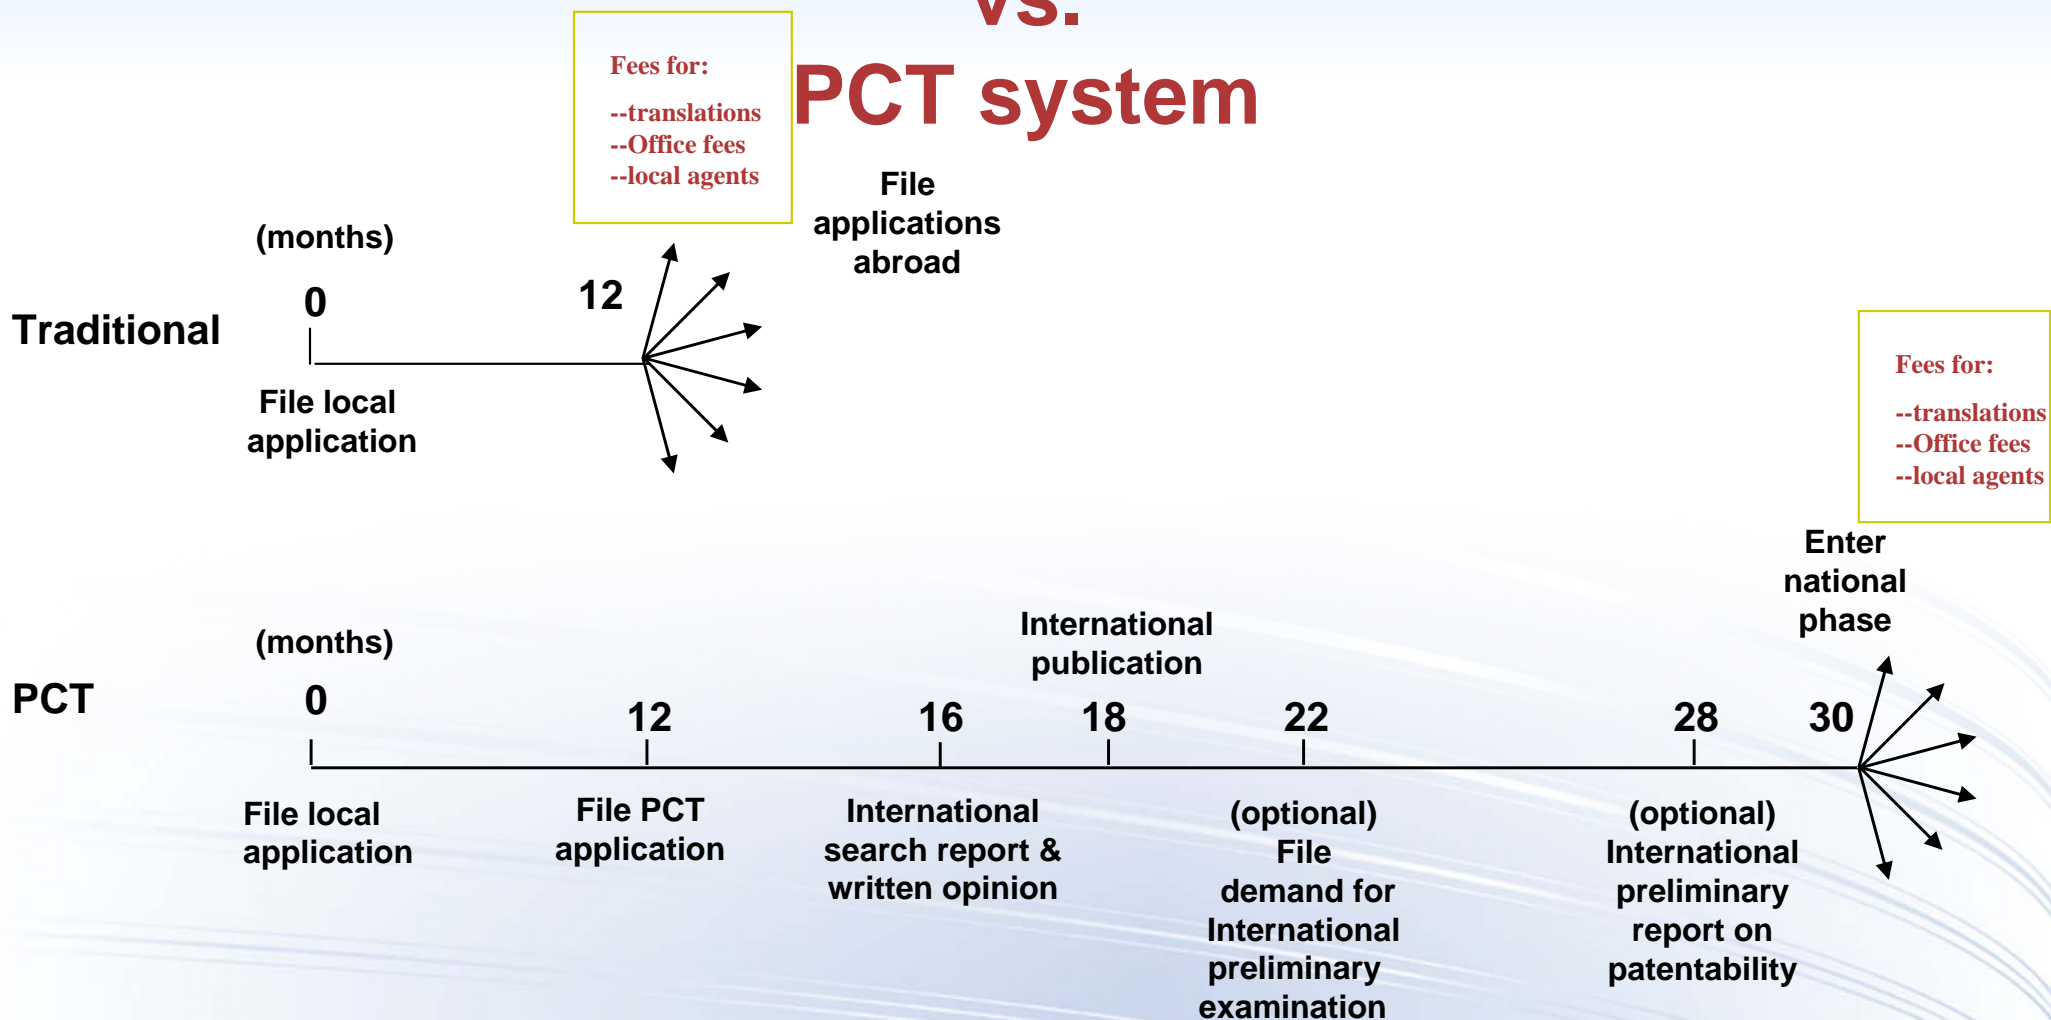 vs.
PCT system
Fees for:
--translations
--Office fees
--local agents
File
applications
abroad
(months)
0
12
Traditional
File local
application
Fees for:
--translations
--Office fees
--local agents
Enter
national
phase
(months)
International
publication
PCT
0
12
16
18
22
28
30
File local
application
File PCT
application
International
search report &
written opinion
(optional)
File
demand for
International
preliminary
examination
(optional)
International
preliminary
report on
patentability